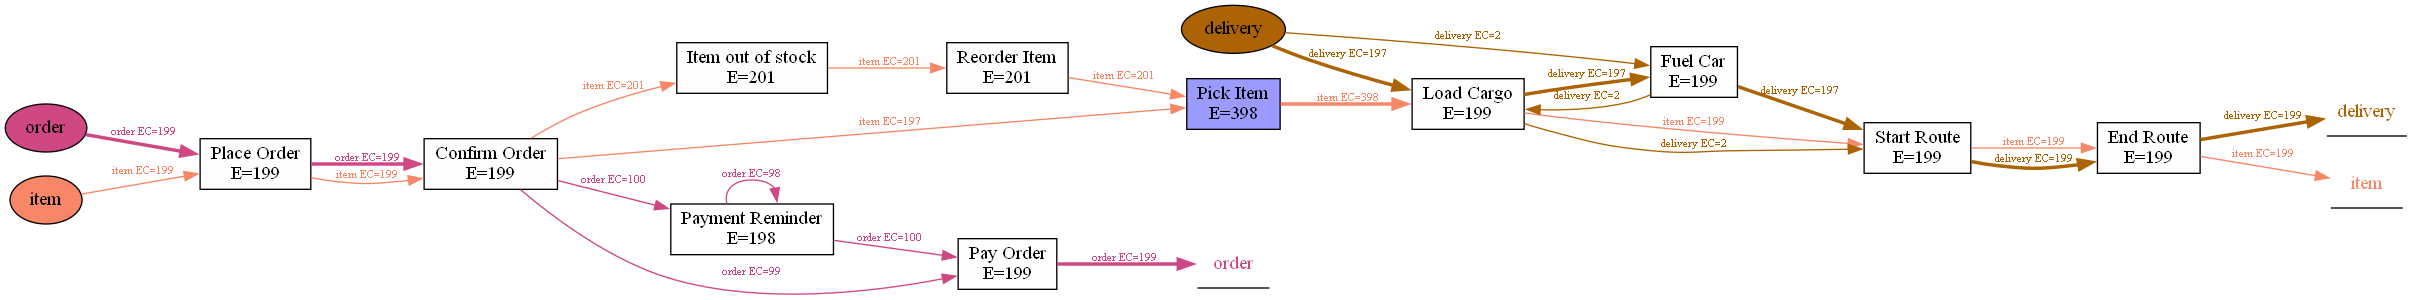 order
item
order EC=199
item EC=199
Place Order
E=199
order EC=199
item EC=199
Confirm Order
E=199
item EC=201
item EC=197
order EC=100
order EC=99
Item out of stock
E=201
item EC=201
Reorder Item
E=201
item EC=201
order EC=98
Payment Reminder
E=198
order EC=100
Pay Order
E=199
order EC=199
order
delivery
Pick Item
E=398
delivery EC=2
delivery EC=197
item EC=398
Load Cargo
E=199
delivery EC=197
delivery EC=2
item EC=199
delivery EC=2
Fuel Car
E=199
delivery EC=197
Start Route
E=199
item EC=199
delivery EC=199
End Route
E=199
delivery EC=199
item EC=199
delivery
item